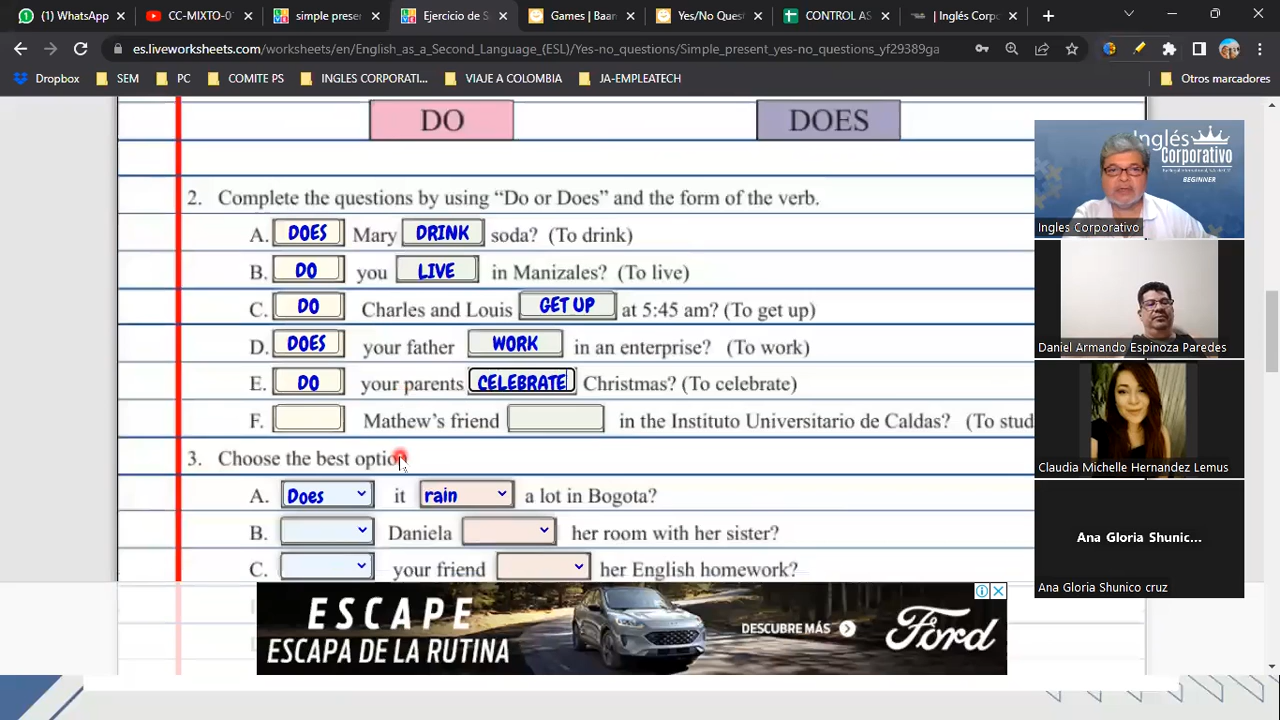 (1) WhatsApp
CC-MIXTO-0
simple prese
Ejercicio de S
Games | Baa
Yes/No Ques
CONTROL AS
| Inglés Corp
es.liveworksheets.com/worksheets/en/English_as_a_Second_Language_(ESL)/Yes-no_questions/Simple_present_yes-no_questions_yf29389ga
Dropbox SEM PC COMITE PS INGLES CORPORATI... VIAJE A COLOMBIA JA-EMPLEATECH Otros marcadores
DO DOES
2. Complete the questions by using “Do or Does” and the form of the verb.
A. DOES Mary DRINK soda? (To drink)
B. DO you LIVE in Manizales? (To live)
C. DO Charles and Louis GET UP at 5:45 am? (To get up)
D. DOES your father WORK in an enterprise? (To work)
E. DO your parents CELEBRATE Christmas? (To celebrate)
F. Mathew’s friend in the Instituto Universitario de Caldas? (To stud
3. Choose the best option
A. Does it rain a lot in Bogota?
B. Daniela her room with her sister?
C. your friend her English homework?
ESCAPE
ESCAPA DE LA RUTINA
DESCUBRE MÁS
Ford
Inglés
Corporativo
BEGINNER
Ingles Corporativo
Daniel Armando Espinoza Paredes
Claudia Michelle Hernandez Lemus
Ana Gloria Shunic...
Ana Gloria Shunico cruz